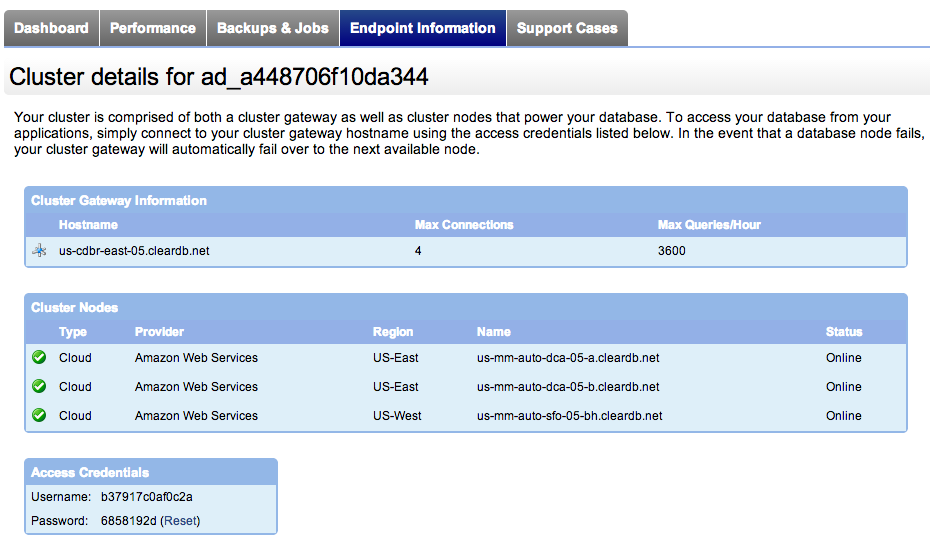 Dashboard Performance Backups & Jobs Endpoint Information Support Cases
Cluster details for ad_a448706f10da344
Your cluster is comprised of both a cluster gateway as well as cluster nodes that power your database. To access your database from your
applications, simply connect to your cluster gateway hostname using the access credentials listed below. In the event that a database node fails,
your cluster gateway will automatically fail over to the next available node.
Cluster Gateway Information
Hostname Max Connections Max Queries/Hour
us-cdbr-east-05.cleardb.net 4 3600
Cluster Nodes
Type Provider Region Name Status
Cloud Amazon Web Services US-East us-mm-auto-dca-05-a.cleardb.net Online
Cloud Amazon Web Services US-East us-mm-auto-dca-05-b.cleardb.net Online
Cloud Amazon Web Services US-West us-mm-auto-sfo-05-bh.cleardb.net Online
Access Credentials
Username: b37917c0af0c2a
Password: 6858192d (Reset)